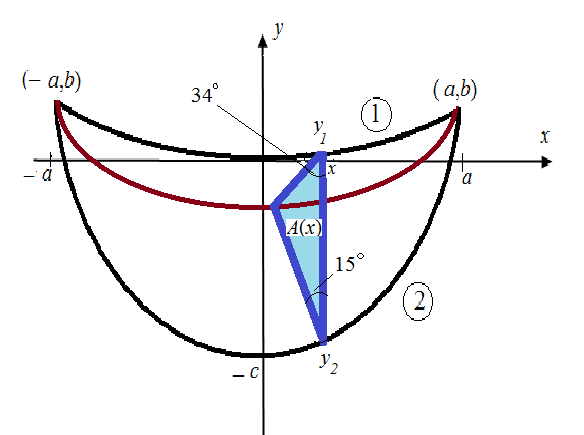 y
(- a,b)
34°
1
( a,b)
y1
x
x
- a
a
A(x)
15°
2
- c
y2